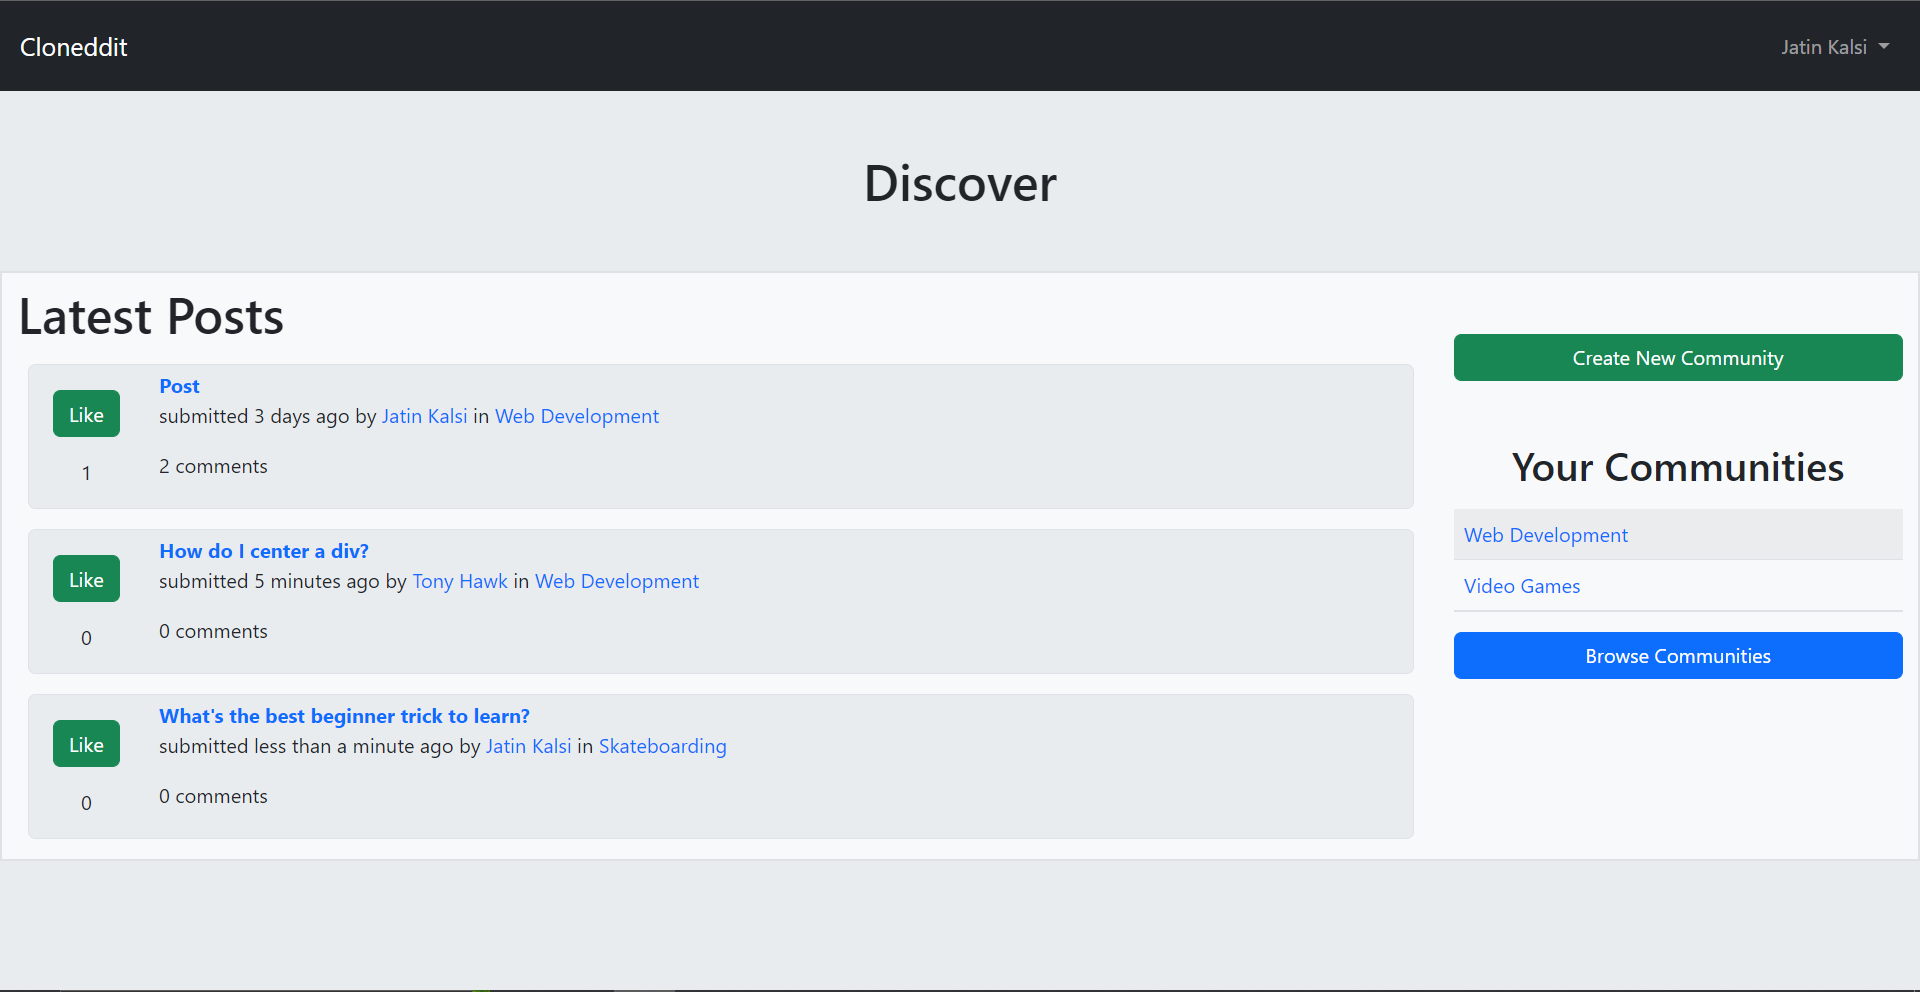 Cloneddit
Jatin Kalsi
Discover
Latest Posts
Like
1
Post
submitted 3 days ago by Jatin Kalsi in Web Development
2 comments
Like
0
How do I center a div?
submitted 5 minutes ago by Tony Hawk in Web Development
0 comments
Like
0
What's the best beginner trick to learn?
submitted less than a minute ago by Jatin Kalsi in Skateboarding
0 comments
Create New Community
Your Communities
Web Development
Video Games
Browse Communities